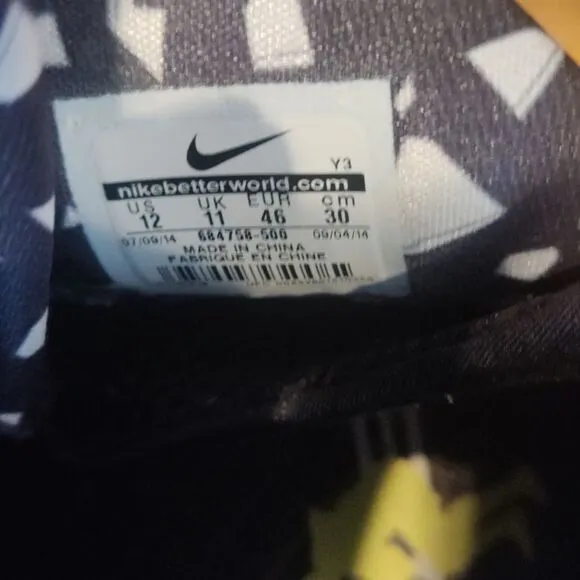 Y3
nikebetterworld.com
US UK EUR cm
12 11 46 30
07/09/14 684758-500 09/04/14
MADE IN CHINA
FABRIQUE EN CHINE